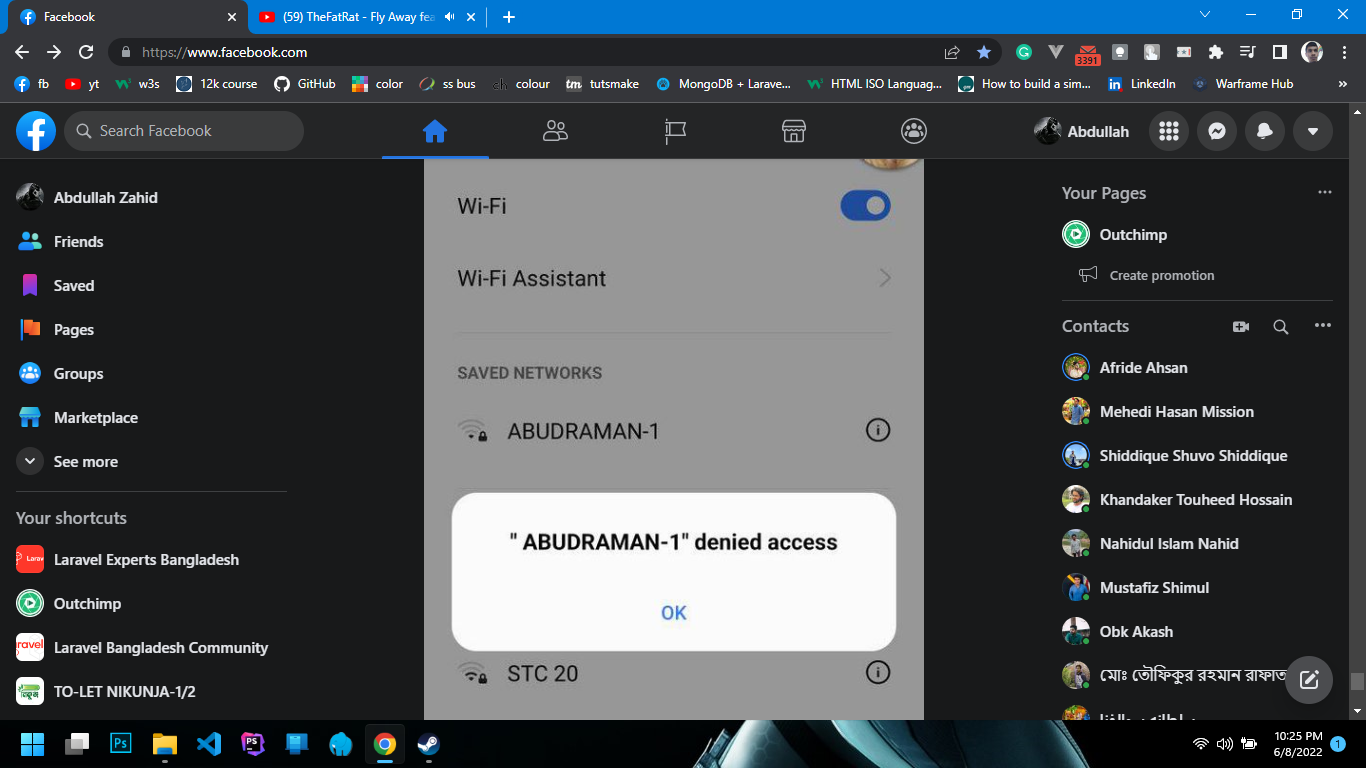 Facebook
(59) TheFatRat - Fly Away fea
https://www.facebook.com
3391
fb
yt
w3s
12k course
GitHub
color
ss bus
ch colour
tm tutsmake
MongoDB + Larave...
HTML ISO Languag...
How to build a sim...
in LinkedIn
Warframe Hub
»
Search Facebook
Abdullah
Abdullah Zahid
Friends
Saved
Pages
Groups
Marketplace
See more
Your shortcuts
Laravel Experts Bangladesh
Outchimp
Laravel Bangladesh Community
TO-LET NIKUNJA-1/2
Wi-Fi
Wi-Fi Assistant
SAVED NETWORKS
ABUDRAMAN-1
" ABUDRAMAN-1" denied access
OK
STC 20
Your Pages
Outchimp
Create promotion
Contacts
Afride Ahsan
Mehedi Hasan Mission
Shiddique Shuvo Shiddique
Khandaker Touheed Hossain
Nahidul Islam Nahid
Mustafiz Shimul
Obk Akash
মোঃ তৌফিকুর রহমান রাফাত
Ps
PS
10:25 PM
6/8/2022
1